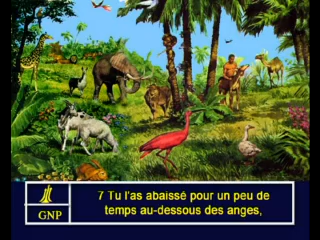 7 Tu l'as abaissé pour un peu de
temps au-dessous des anges,
GNP